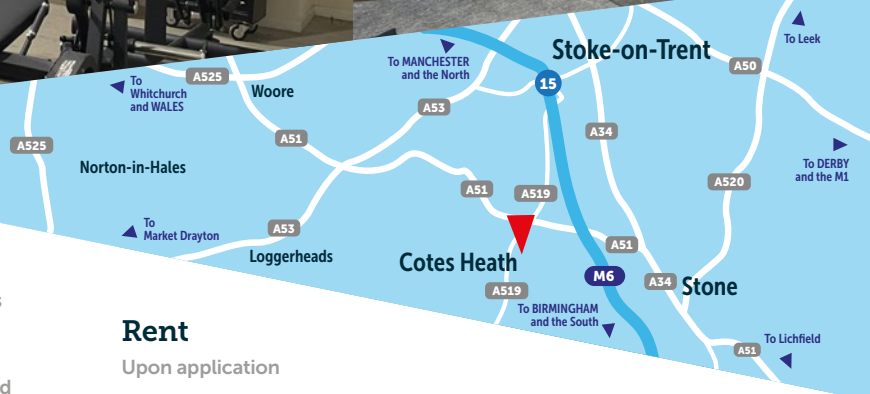 Stoke-on-Trent
To Leek
To MANCHESTER
and the North
A50
15
A525
To
Whitchurch
and WALES
Woore
A53
A34
A51
A525
To DERBY
and the M1
Norton-in-Hales
A520
A51
A519
To
Market Drayton
A53
A51
Loggerheads
Cotes Heath
M6
A34
Stone
A519
To BIRMINGHAM
and the South
To Lichfield
A51
Rent
Upon application
s
d